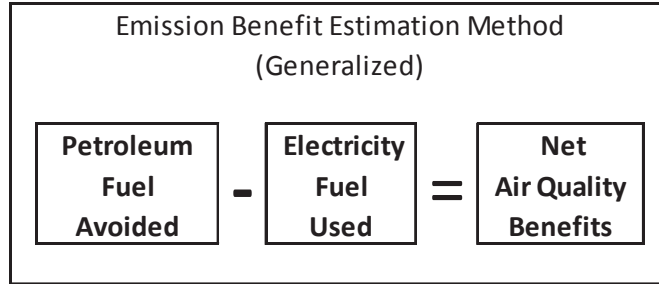 Emission Benefit Estimation Method
(Generalized)
Petroleum
Fuel
Avoided
-
Electricity
Fuel
Used
=
Net
Air Quality
Benefits